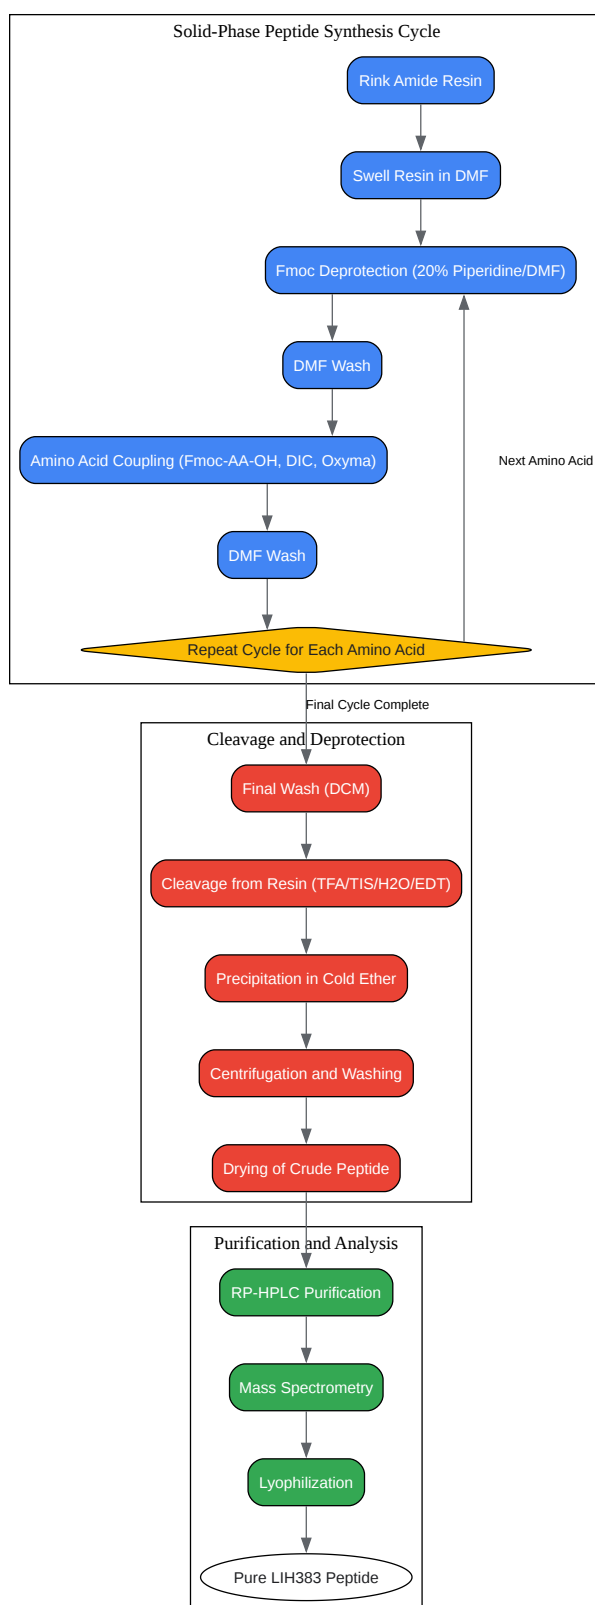 Solid-Phase Peptide Synthesis Cycle
Rink Amide Resin
Swell Resin in DMF
Fmoc Deprotection (20% Piperidine/DMF)
DMF Wash
Amino Acid Coupling (Fmoc-AA-OH, DIC, Oxyma)
Next Amino Acid
DMF Wash
Repeat Cycle for Each Amino Acid
Final Cycle Complete
Cleavage and Deprotection
Final Wash (DCM)
Cleavage from Resin (TFA/TIS/H2O/EDT)
Precipitation in Cold Ether
Centrifugation and Washing
Drying of Crude Peptide
Purification and Analysis
RP-HPLC Purification
Mass Spectrometry
Lyophilization
Pure LIH383 Peptide